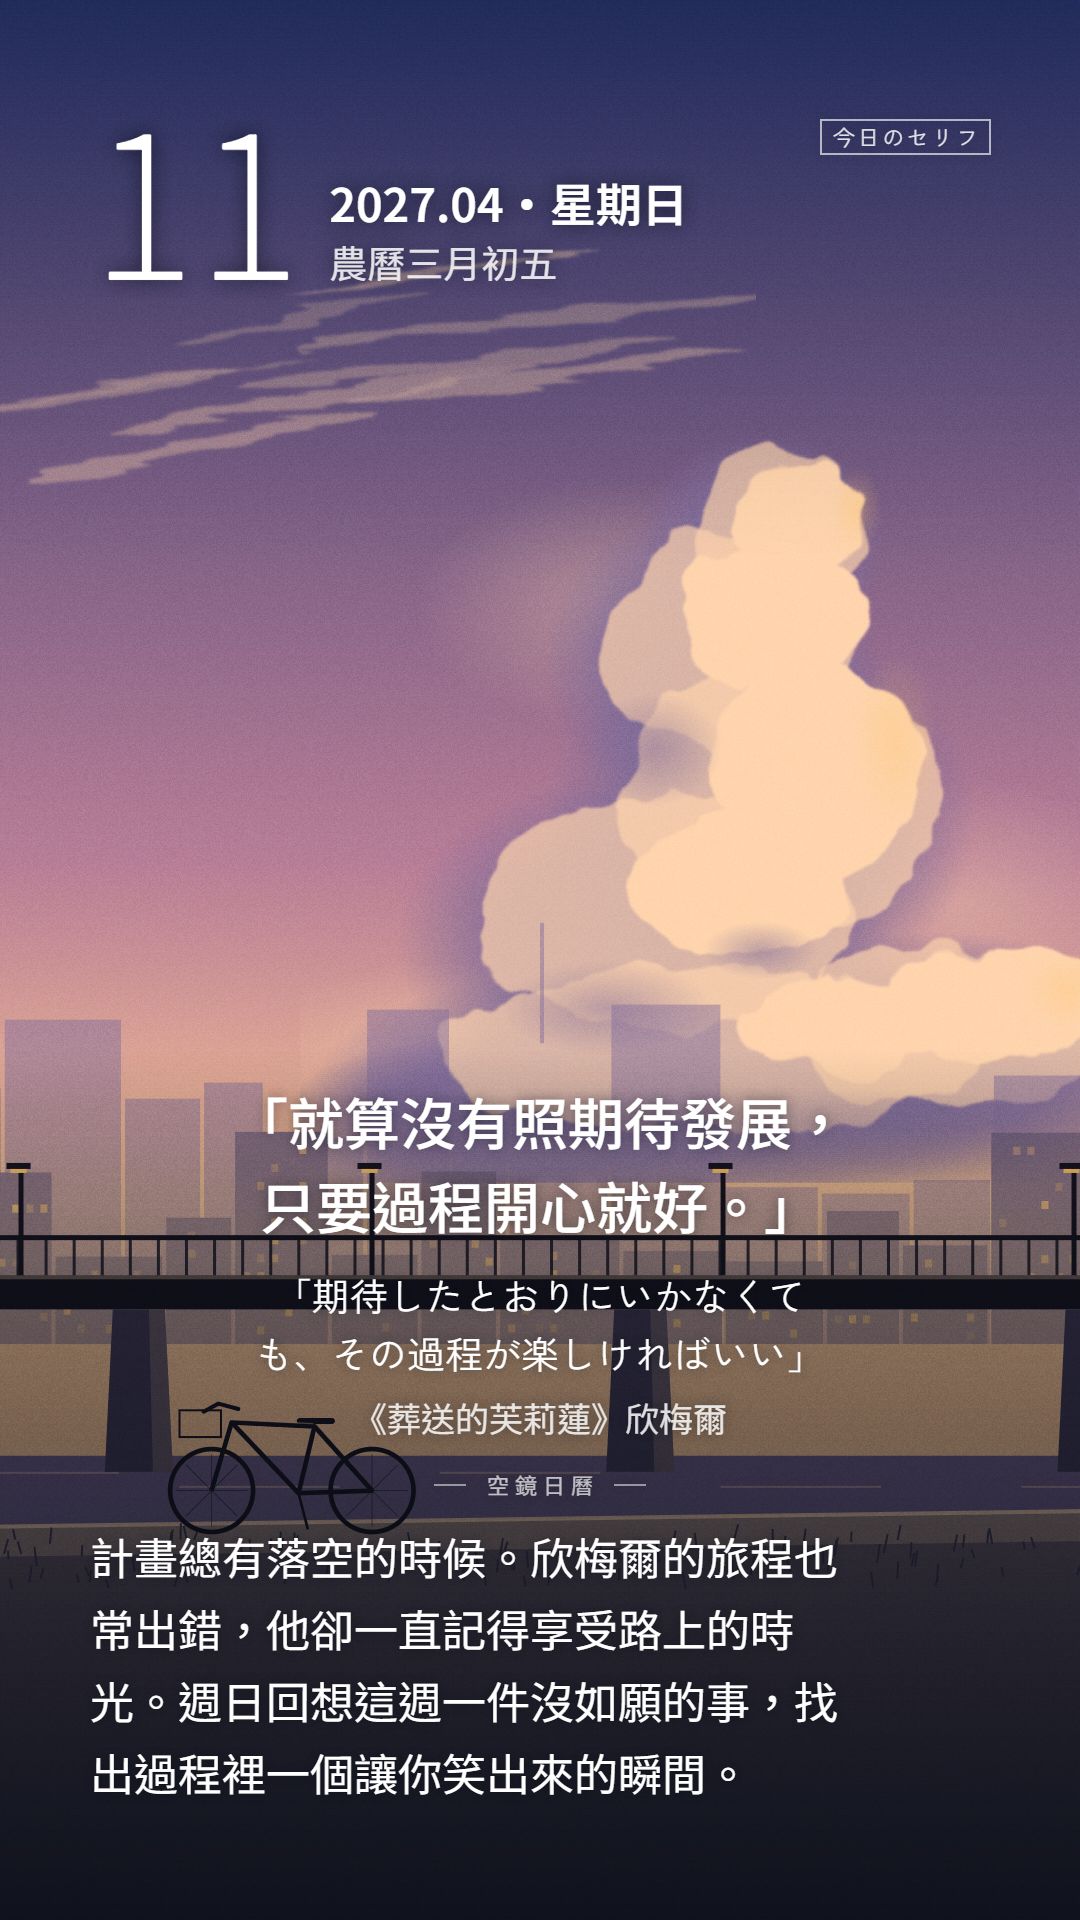 11
今日のセリフ
2027.04・星期日
農曆三月初五
「就算沒有照期待發展，
只要過程開心就好。」
「期待したとおりにいかなくて
も、その過程が楽しければいい」
《葬送的芙莉蓮》欣梅爾
空鏡日曆
計畫總有落空的時候。欣梅爾的旅程也
常出錯，他卻一直記得享受路上的時
光。週日回想這週一件沒如願的事，找
出過程裡一個讓你笑出來的瞬間。